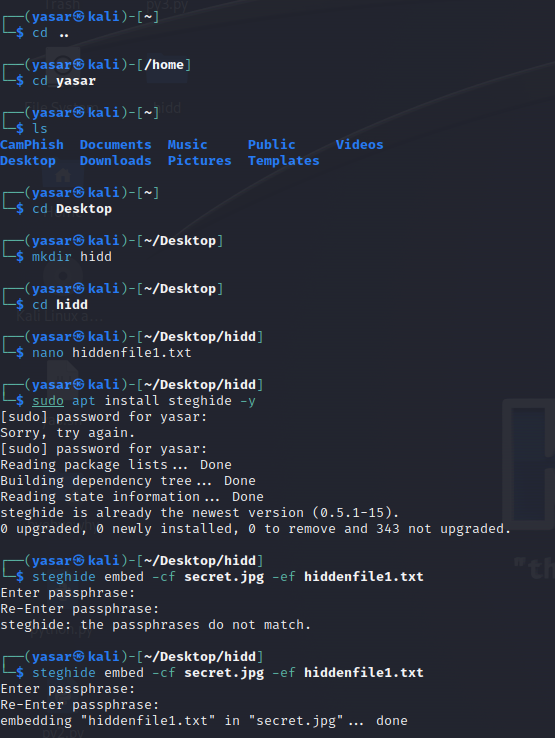 ┌──(yasar㉿kali)-[~]
└─$ cd ..
┌──(yasar㉿kali)-[/home]
└─$ cd yasar
┌──(yasar㉿kali)-[~]
└─$ ls
CamPhish  Documents  Music     Public     Videos
Desktop   Downloads  Pictures  Templates
┌──(yasar㉿kali)-[~]
└─$ cd Desktop
┌──(yasar㉿kali)-[~/Desktop]
└─$ mkdir hidd
┌──(yasar㉿kali)-[~/Desktop]
└─$ cd hidd
┌──(yasar㉿kali)-[~/Desktop/hidd]
└─$ nano hiddenfile1.txt
┌──(yasar㉿kali)-[~/Desktop/hidd]
└─$ sudo apt install steghide -y
[sudo] password for yasar:
Sorry, try again.
[sudo] password for yasar:
Reading package lists... Done
Building dependency tree... Done
Reading state information... Done
steghide is already the newest version (0.5.1-15).
0 upgraded, 0 newly installed, 0 to remove and 343 not upgraded.
┌──(yasar㉿kali)-[~/Desktop/hidd]
└─$ steghide embed -cf secret.jpg -ef hiddenfile1.txt
Enter passphrase:
Re-Enter passphrase:
steghide: the passphrases do not match.
┌──(yasar㉿kali)-[~/Desktop/hidd]
└─$ steghide embed -cf secret.jpg -ef hiddenfile1.txt
Enter passphrase:
Re-Enter passphrase:
embedding "hiddenfile1.txt" in "secret.jpg"... done